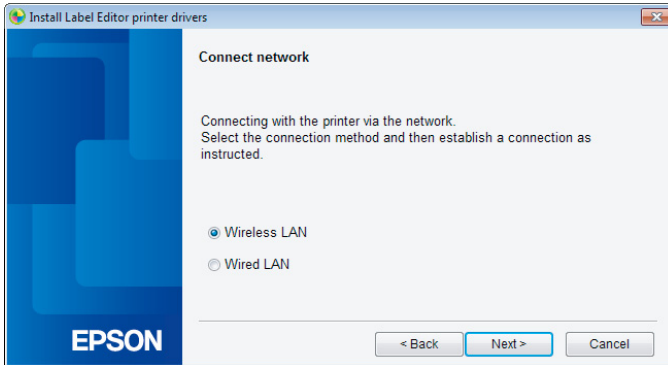 Install Label Editor printer drivers
Connect network
Connecting with the printer via the network.
Select the connection method and then establish a connection as
instructed.
Wireless LAN
Wired LAN
EPSON
< Back
Next >
Cancel